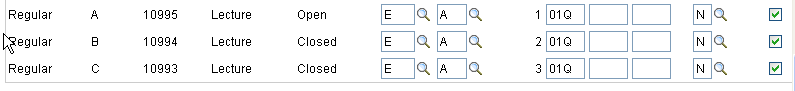 Regular A 10995 Lecture Open E A 1 01Q N
Regular B 10994 Lecture Closed E A 2 01Q N
Regular C 10993 Lecture Closed E A 3 01Q N